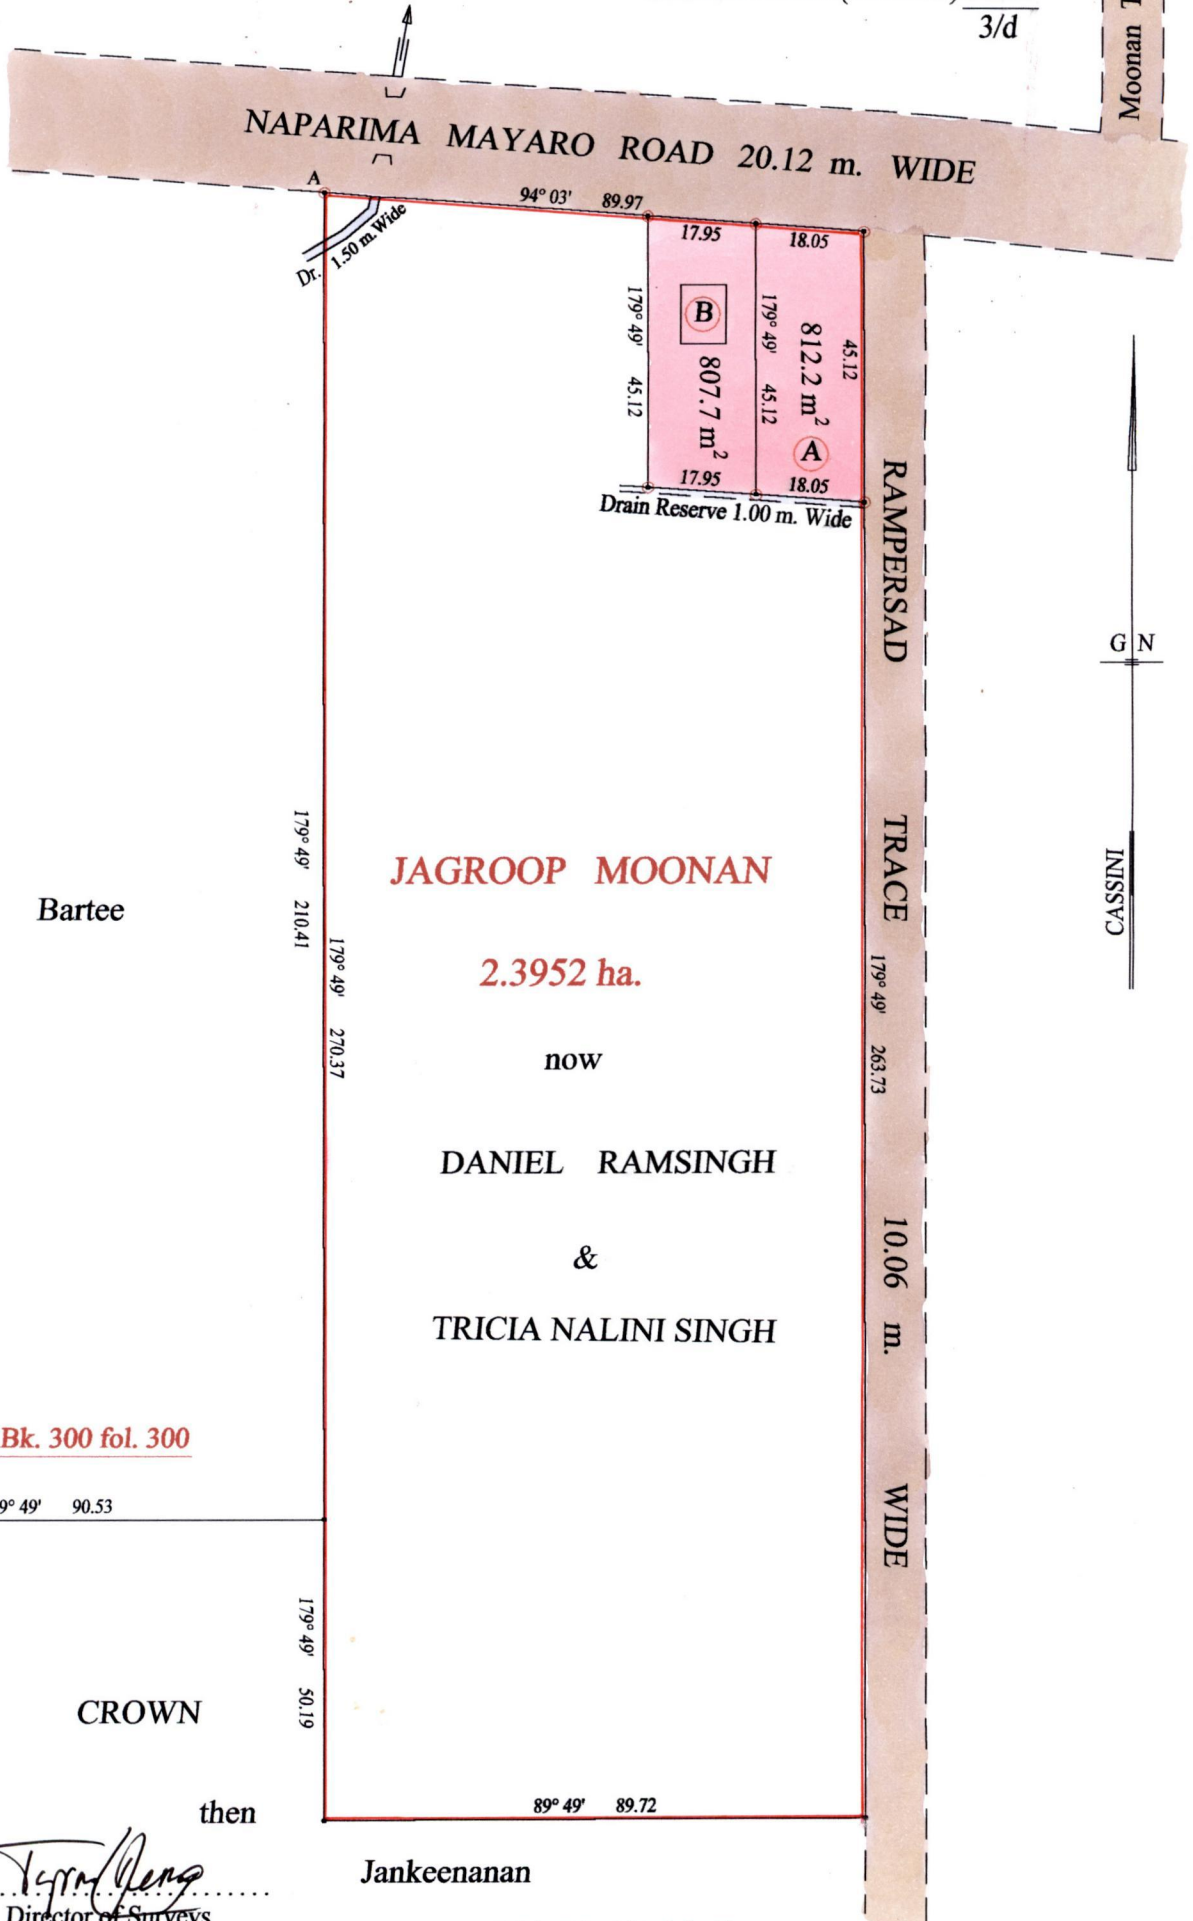 3/d
Moonan
NAPARIMA MAYARO ROAD 20.12 m. WIDE
A
94° 03' 89.97
Dr. 1.50 m. Wide
17.95
18.05
179° 49' 45.12
B
807.7 m²
179° 49' 45.12
812.2 m²
A
45.12
17.95
18.05
Drain Reserve 1.00 m. Wide
RAMPERSAD TRACE 10.06 m. WIDE
G N
CASSINI
179° 49' 210.41
179° 49' 270.37
179° 49' 263.73
Bartee
JAGROOP MOONAN
2.3952 ha.
now
DANIEL RAMSINGH
&
TRICIA NALINI SINGH
Bk. 300 fol. 300
9° 49' 90.53
179° 49' 50.19
CROWN
then
89° 49' 89.72
Jankeenanan
Director of Surveys